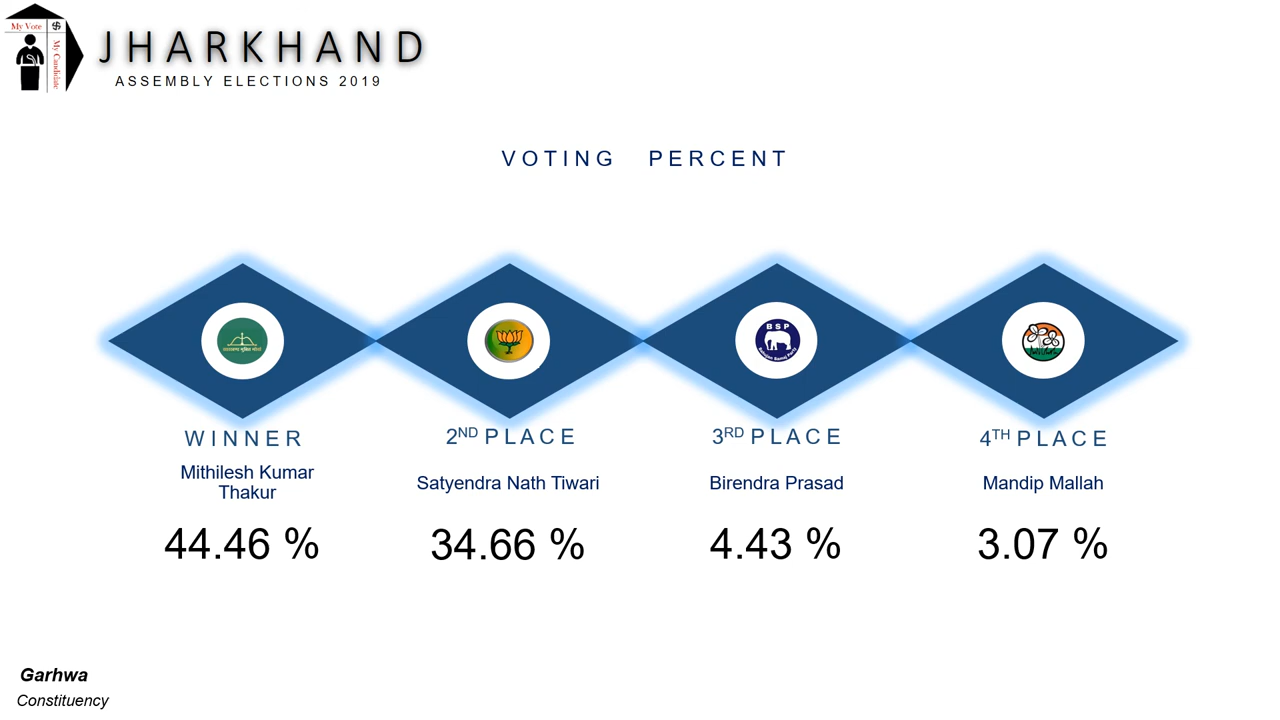 My Vote
My Candidate
JHARKHAND
ASSEMBLY ELECTIONS 2019
VOTING PERCENT
BSP
WINNER
2ND PLACE
3RD PLACE
4TH PLACE
Mithilesh Kumar
Thakur
Satyendra Nath Tiwari
Birendra Prasad
Mandip Mallah
44.46 %
34.66 %
4.43 %
3.07 %
Garhwa
Constituency